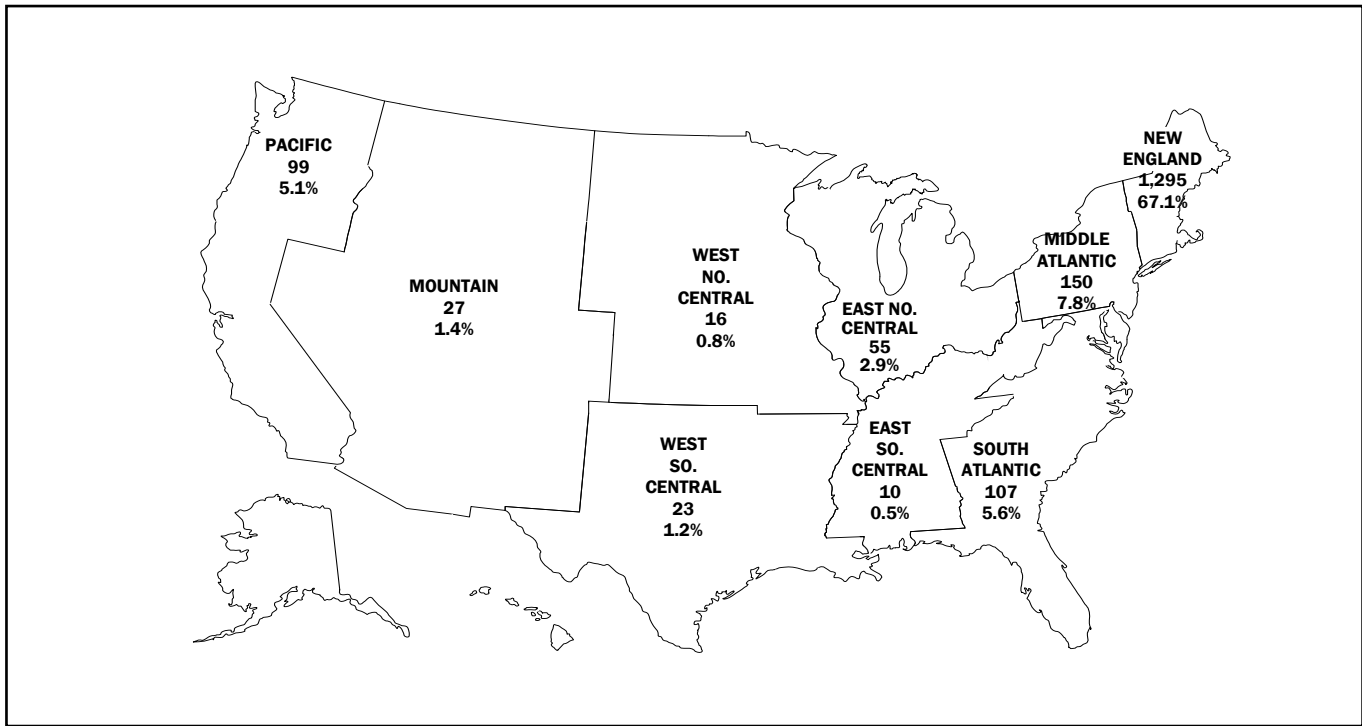 PACIFIC
99
5.1%
MOUNTAIN
27
1.4%
WEST
NO.
CENTRAL
16
0.8%
WEST
SO.
CENTRAL
23
1.2%
EAST NO.
CENTRAL
55
2.9%
EAST
SO.
CENTRAL
10
0.5%
SOUTH
ATLANTIC
107
5.6%
MIDDLE
ATLANTIC
150
7.8%
NEW
ENGLAND
1,295
67.1%